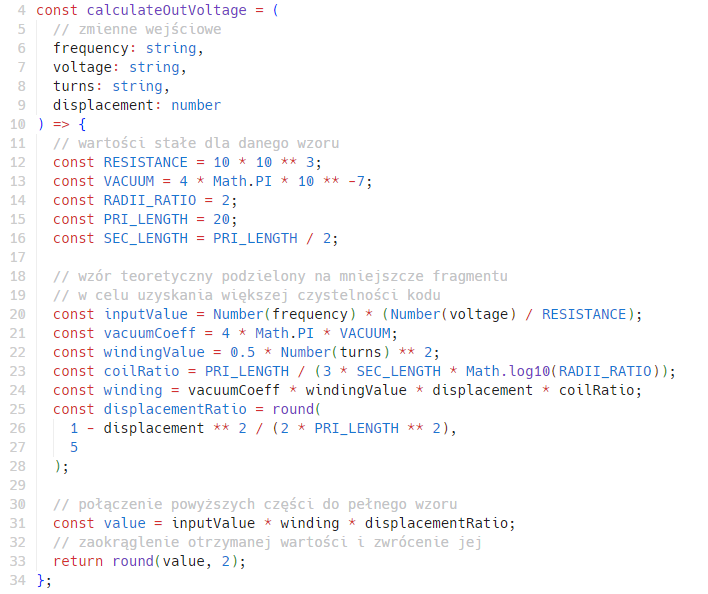 4 const calculateOutVoltage = (
5 // zmienne wejściowe
6 frequency: string,
7 voltage: string,
8 turns: string,
9 displacement: number
10 ) => {
11 // wartości stałe dla danego wzoru
12 const RESISTANCE = 10 * 10 ** 3;
13 const VACUUM = 4 * Math.PI * 10 ** -7;
14 const RADII_RATIO = 2;
15 const PRI_LENGTH = 20;
16 const SEC_LENGTH = PRI_LENGTH / 2;
17
18 // wzór teoretyczny podzielony na mniejszcze fragmentu
19 // w celu uzyskania większej czystelności kodu
20 const inputValue = Number(frequency) * (Number(voltage) / RESISTANCE);
21 const vacuumCoeff = 4 * Math.PI * VACUUM;
22 const windingValue = 0.5 * Number(turns) ** 2;
23 const coilRatio = PRI_LENGTH / (3 * SEC_LENGTH * Math.log10(RADII_RATIO));
24 const winding = vacuumCoeff * windingValue * displacement * coilRatio;
25 const displacementRatio = round(
26 1 - displacement ** 2 / (2 * PRI_LENGTH ** 2),
27 5
28 );
29
30 // połączenie powyższych części do pełnego wzoru
31 const value = inputValue * winding * displacementRatio;
32 // zaokrąglenie otrzymanej wartości i zwrócenie jej
33 return round(value, 2);
34 };